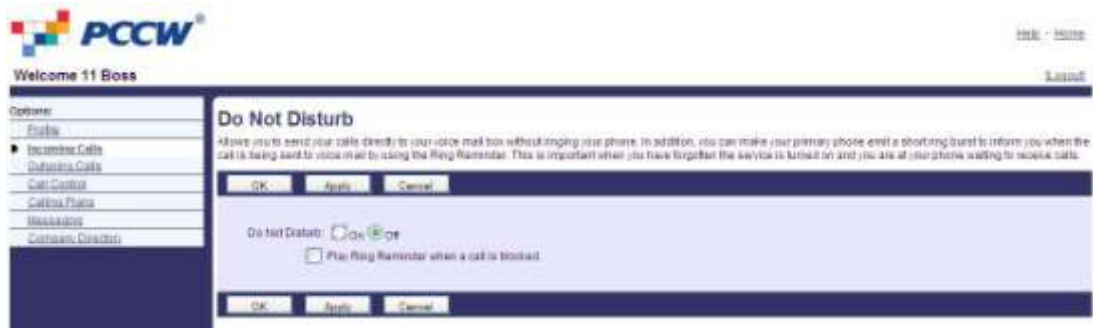 PCCW®
Help - Home
Welcome 11 Boss
Logout
Options:
Profile
Incoming Calls
Outgoing Calls
Call Control
Calling Plans
Messaging
Company Directory
Do Not Disturb
Allows you to send your calls directly to your voice mail box without ringing your phone. In addition, you can make your primary phone emit a short ring burst to inform you when the
call is being sent to voice mail by using the Ring Reminder. This is important when you have forgotten the service is turned on and you are at your phone waiting to receive calls.
OK Apply Cancel
Do Not Disturb: On Off
Play Ring Reminder when a call is blocked
OK Apply Cancel